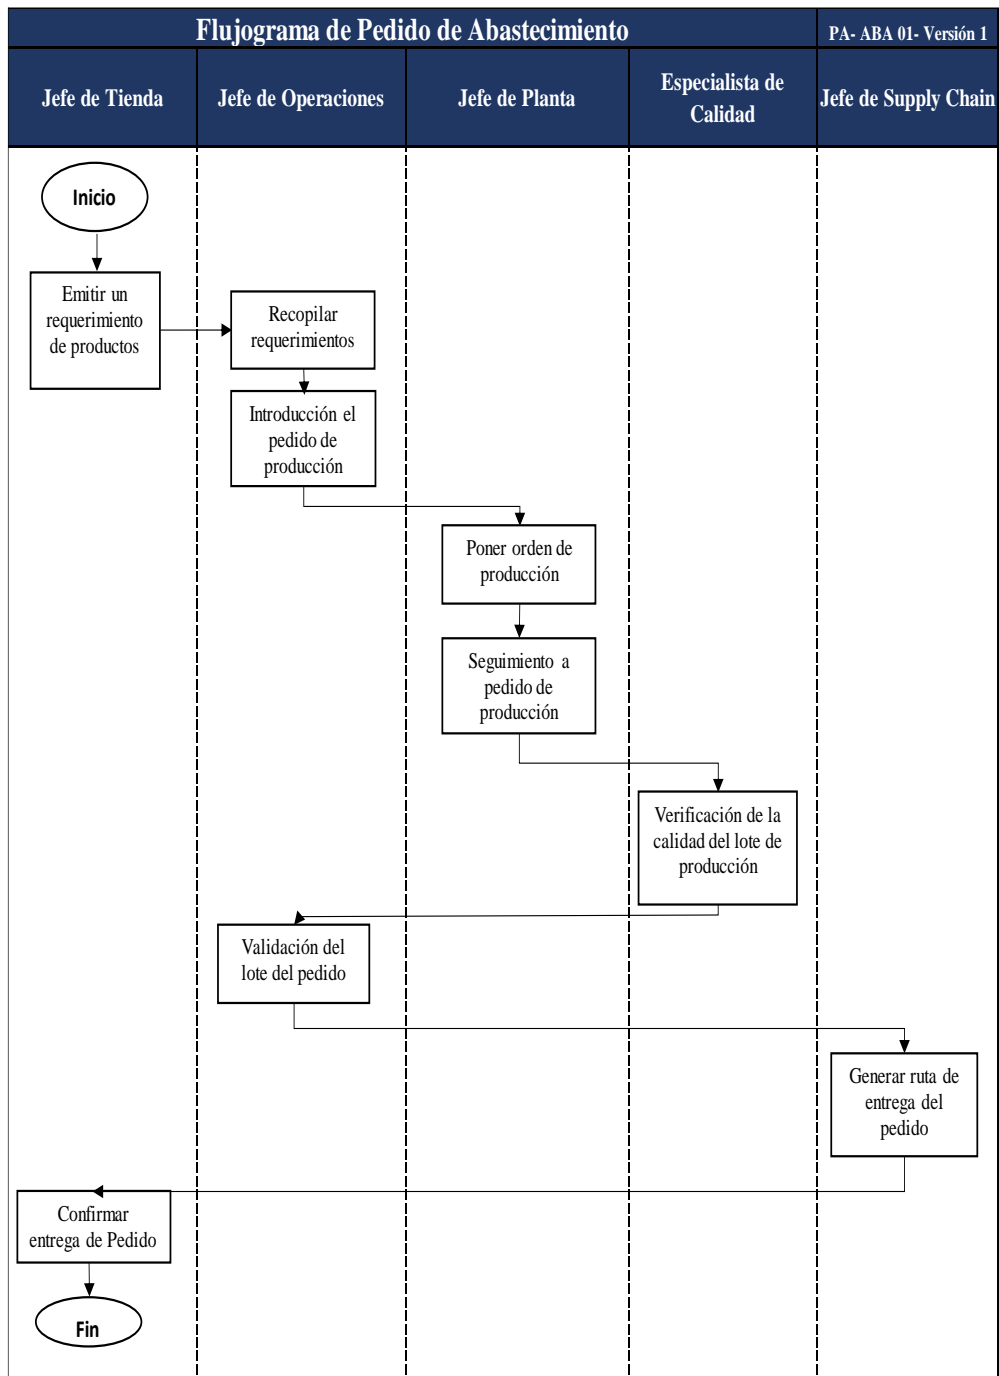 Flujograma de Pedido de Abastecimiento
PA- ABA 01- Versión 1
Jefe de Tienda
Jefe de Operaciones
Jefe de Planta
Especialista de
Calidad
Jefe de Supply Chain
Inicio
Emitir un
requerimiento
de productos
Recopilar
requerimientos
Introducción el
pedido de
producción
Poner orden de
producción
Seguimiento a
pedido de
producción
Verificación de la
calidad del lote de
producción
Validación del
lote del pedido
Generar ruta de
entrega del
pedido
Confirmar
entrega de Pedido
Fin